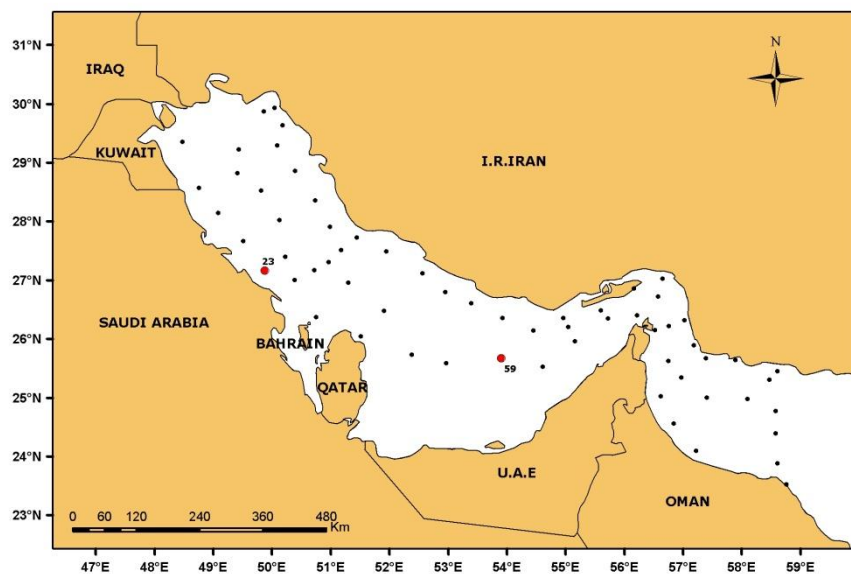 31°N
N
IRAQ
30°N
KUWAIT
29°N
I.R.IRAN
28°N
23
27°N
SAUDI ARABIA
26°N
BAHRAIN
59
QATAR
25°N
24°N
U.A.E
OMAN
23°N
0 60 120 240 360 480
Km
47°E 48°E 49°E 50°E 51°E 52°E 53°E 54°E 55°E 56°E 57°E 58°E 59°E